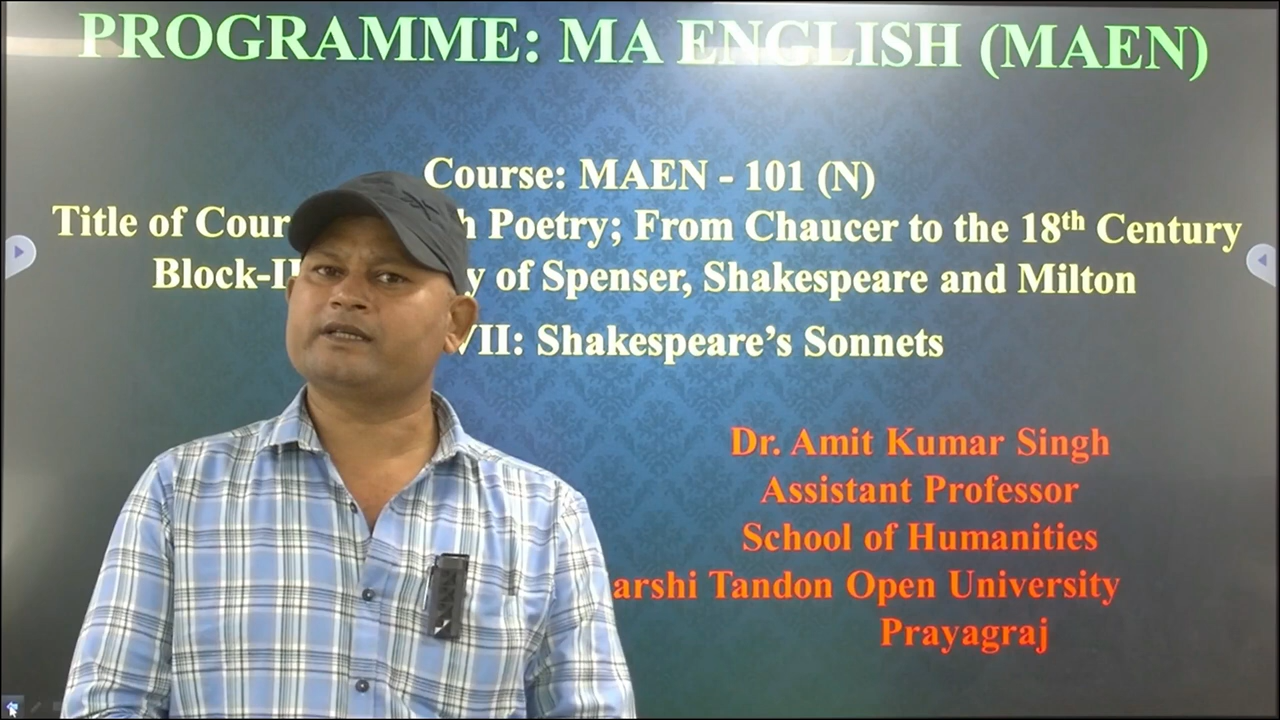 PROGRAMME: MA ENGLISH (MAEN)
Course: MAEN - 101 (N)
Title of Cour h Poetry; From Chaucer to the 18th Century
Block-II y of Spenser, Shakespeare and Milton
VII: Shakespeare’s Sonnets
Dr. Amit Kumar Singh
Assistant Professor
School of Humanities
arshi Tandon Open University
Prayagraj